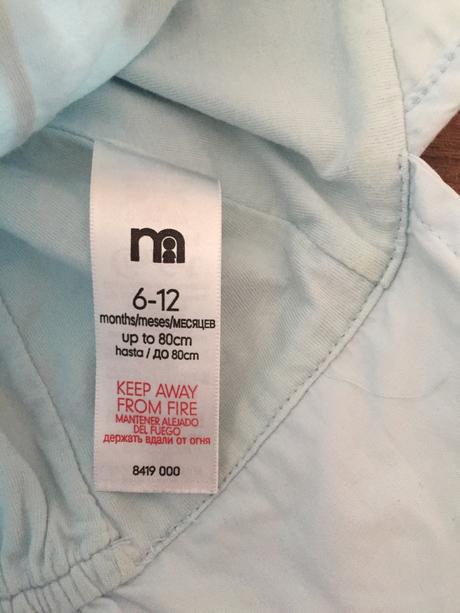 m
6-12
months/meses/МЕСЯЦЕВ
up to 80cm
hasta / ДО 80cm
KEEP AWAY
FROM FIRE
MANTENER ALEJADO
DEL FUEGO
держать вдали от огня
8419 000